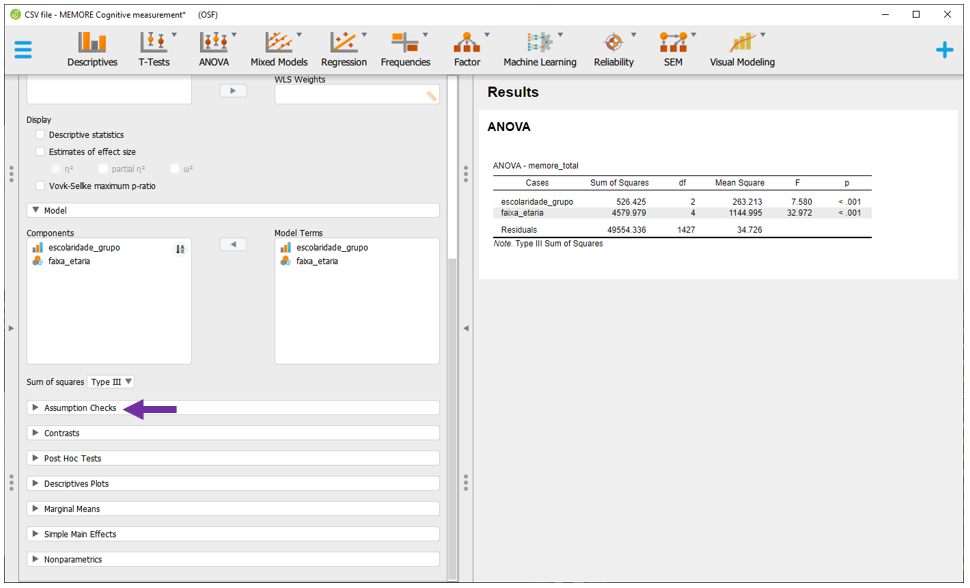 CSV file - MEMORE Cognitive measurement* (OSF)
Descriptives T-Tests ANOVA Mixed Models Regression Frequencies Factor Machine Learning Reliability SEM Visual Modeling
WLS Weights
Display
Descriptive statistics
Estimates of effect size
η² partial η² ω²
Vovk-Sellke maximum p-ratio
Model
Components Model Terms
escolaridade_grupo escolaridade_grupo
faixa_etaria faixa_etaria
Sum of squares Type III
Assumption Checks
Contrasts
Post Hoc Tests
Descriptives Plots
Marginal Means
Simple Main Effects
Nonparametrics
Results
ANOVA
ANOVA - memore_total
Cases Sum of Squares df Mean Square F p
escolaridade_grupo 526.425 2 263.213 7.580 < .001
faixa_etaria 4579.979 4 1144.995 32.972 < .001
Residuals 49554.336 1427 34.726
Note. Type III Sum of Squares